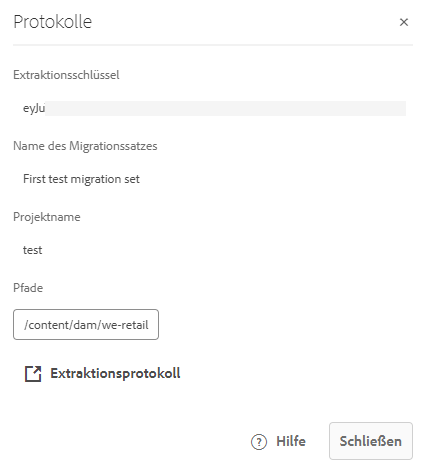 Protokolle
Extraktionsschlüssel
eyJu
Name des Migrationssatzes
First test migration set
Projektname
test
Pfade
/content/dam/we-retail
Extraktionsprotokoll
? Hilfe Schließen